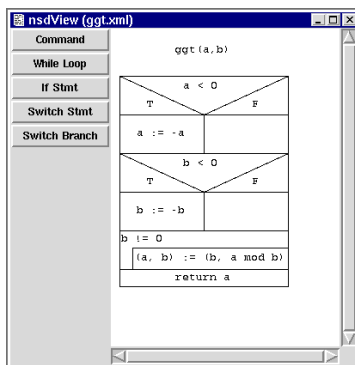 nsdView (ggt.xml)
Command
While Loop
If Stmt
Switch Stmt
Switch Branch
ggt(a,b)
a < 0
T F
a := -a
b < 0
T F
b := -b
b != 0
(a, b) := (b, a mod b)
return a